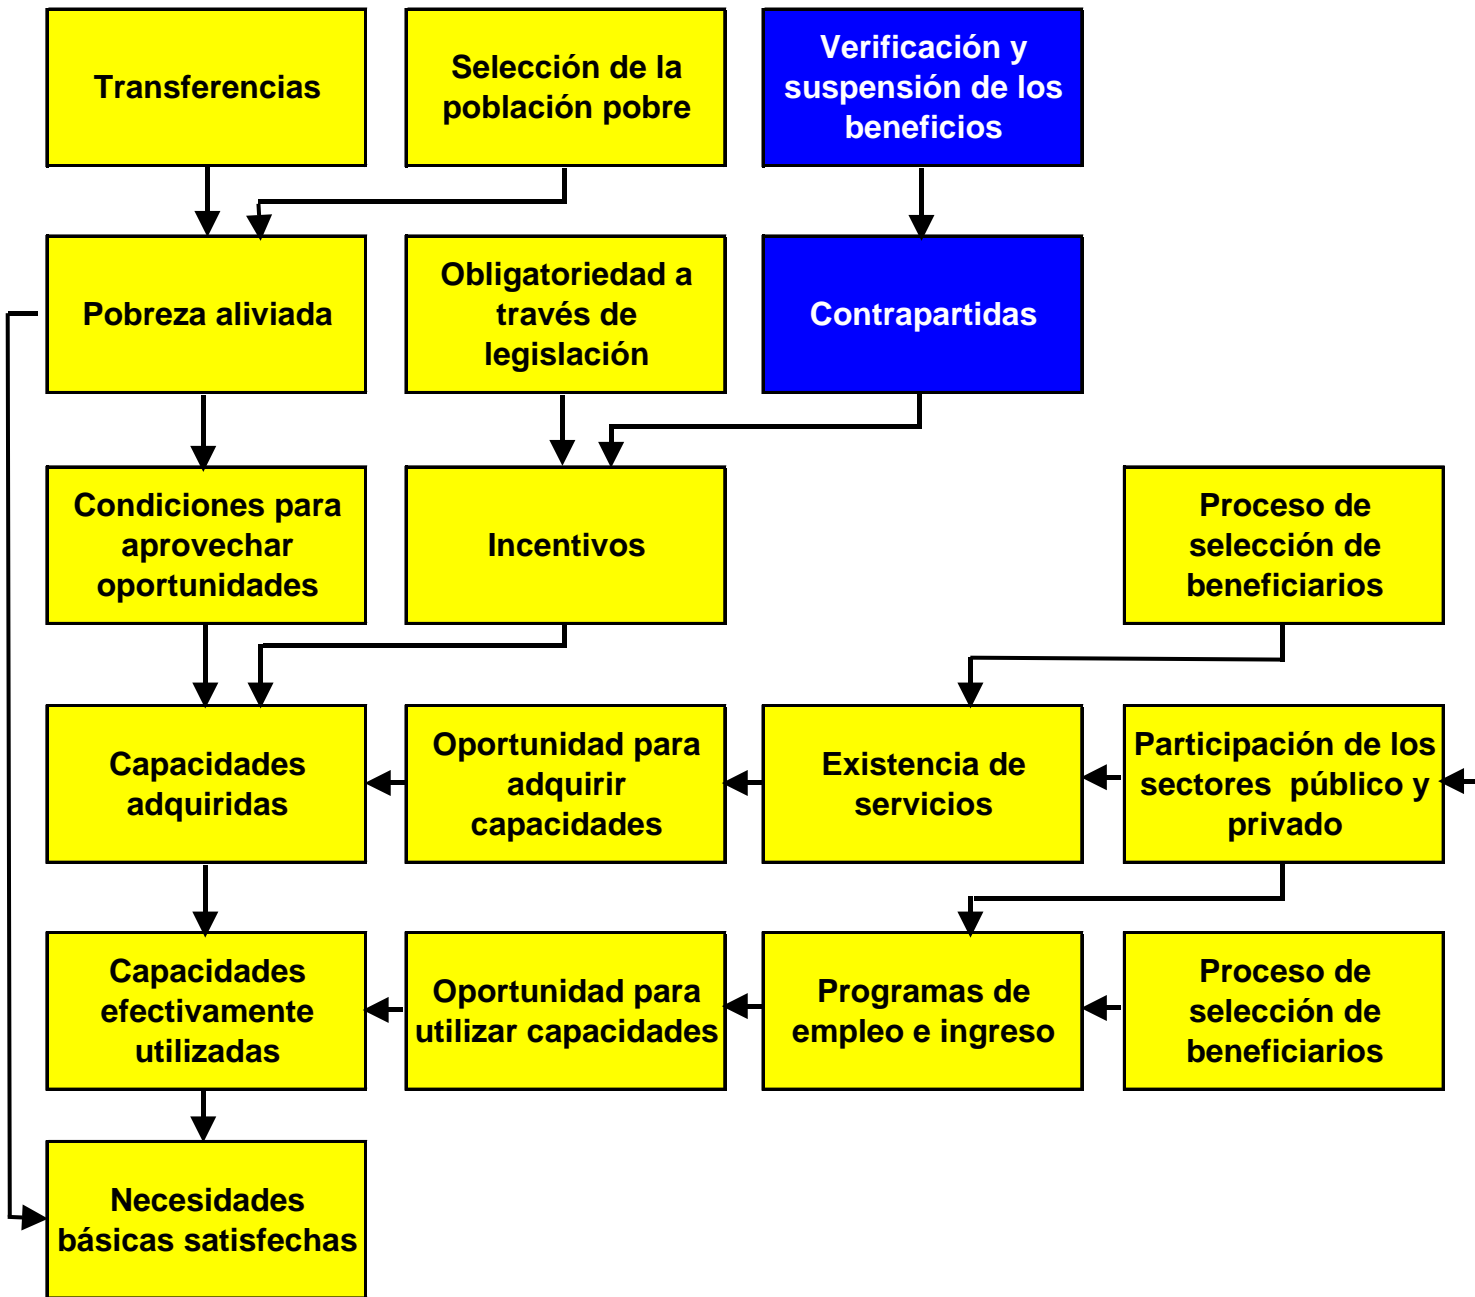 Transferencias
Selección de la
población pobre
Verificación y
suspensión de los
beneficios
Pobreza aliviada
Obligatoriedad a
través de
legislación
Contrapartidas
Condiciones para
aprovechar
oportunidades
Incentivos
Proceso de
selección de
beneficiarios
Capacidades
adquiridas
Oportunidad para
adquirir
capacidades
Existencia de
servicios
Participación de los
sectores público y
privado
Capacidades
efectivamente
utilizadas
Oportunidad para
utilizar capacidades
Programas de
empleo e ingreso
Proceso de
selección de
beneficiarios
Necesidades
básicas satisfechas